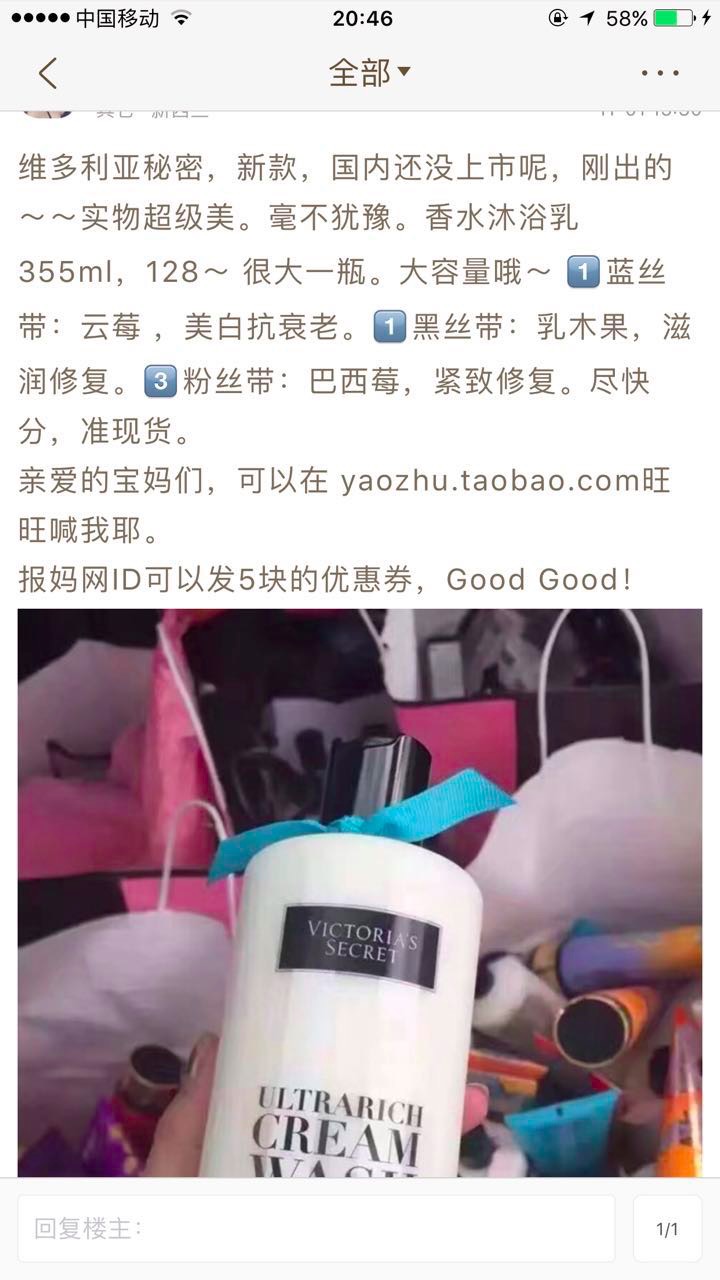 中国移动
20:46
58%
全部
维多利亚秘密，新款，国内还没上市呢，刚出的
～～实物超级美。毫不犹豫。香水沐浴乳
355ml，128～ 很大一瓶。大容量哦～ 1️⃣蓝丝
带：云莓 ，美白抗衰老。1️⃣黑丝带：乳木果，滋
润修复。3️⃣粉丝带：巴西莓，紧致修复。尽快
分，准现货。
亲爱的宝妈们，可以在 yaozhu.taobao.com旺
旺喊我耶。
报妈网ID可以发5块的优惠券，Good Good！
VICTORIA'S
SECRET
ULTRARICH
CREAM
WASH
回复楼主：
1/1